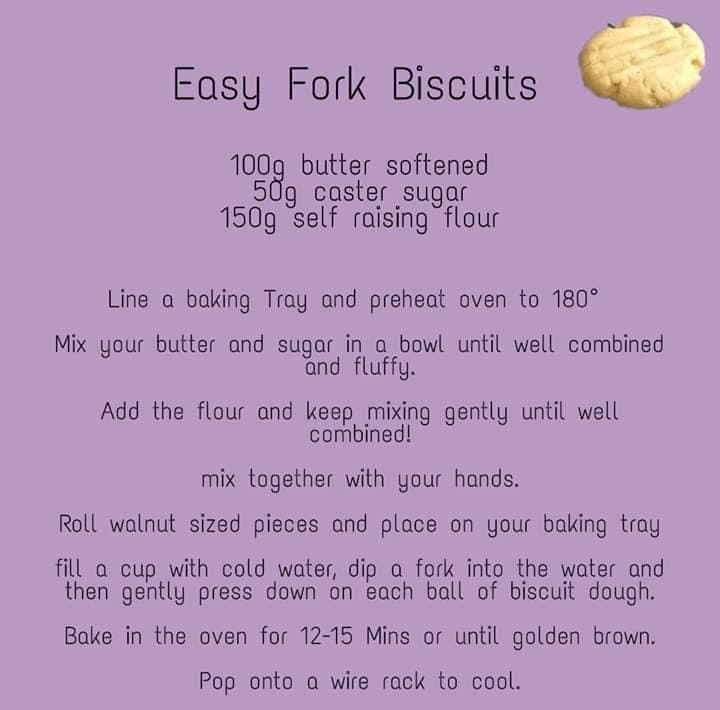 Easy Fork Biscuits
100g butter softened
50g caster sugar
150g self raising flour
Line a baking Tray and preheat oven to 180°
Mix your butter and sugar in a bowl until well combined
and fluffy.
Add the flour and keep mixing gently until well
combined!
mix together with your hands.
Roll walnut sized pieces and place on your baking tray
fill a cup with cold water, dip a fork into the water and
then gently press down on each ball of biscuit dough.
Bake in the oven for 12-15 Mins or until golden brown.
Pop onto a wire rack to cool.